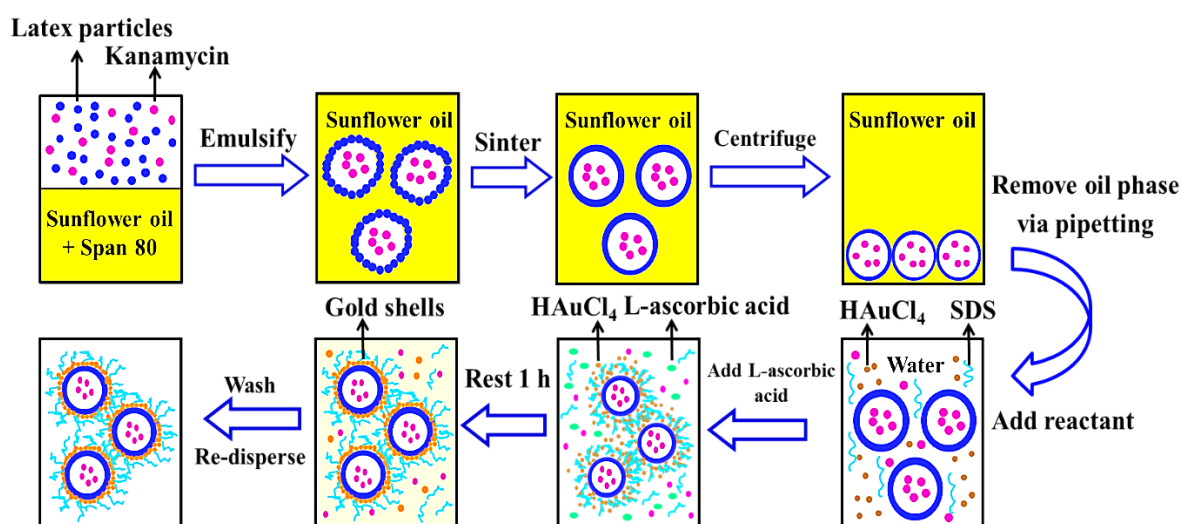 Latex particles
Kanamycin
Sunflower oil
+ Span 80
Emulsify
Sunflower oil
Sinter
Sunflower oil
Centrifuge
Sunflower oil
Remove oil phase
via pipetting
Add reactant
HAuCl₄ SDS
Water
Add L-ascorbic
acid
HAuCl₄ L-ascorbic acid
Rest 1 h
Gold shells
Wash
Re-disperse